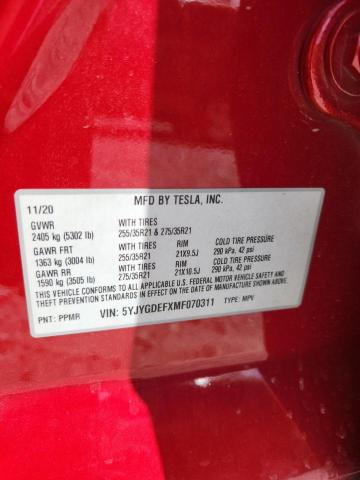 MFD BY TESLA, INC.
11/20
GVWR WITH TIRES
2405 kg (5302 lb) 255/35R21 & 275/35R21
GAWR FRT WITH TIRES RIM COLD TIRE PRESSURE
1363 kg (3004 lb) 255/35R21 21X9.5J 290 kPa, 42 psi
GAWR RR WITH TIRES RIM COLD TIRE PRESSURE
1590 kg (3505 lb) 275/35R21 21X10.5J 290 kPa, 42 psi
THIS VEHICLE CONFORMS TO ALL APPLICABLE U.S. FEDERAL MOTOR VEHICLE SAFETY AND
THEFT PREVENTION STANDARDS IN EFFECT ON THE DATE OF MANUFACTURE SHOWN ABOVE.
PNT: PPMR VIN: 5YJYGDEFXMF070311 TYPE: MPV